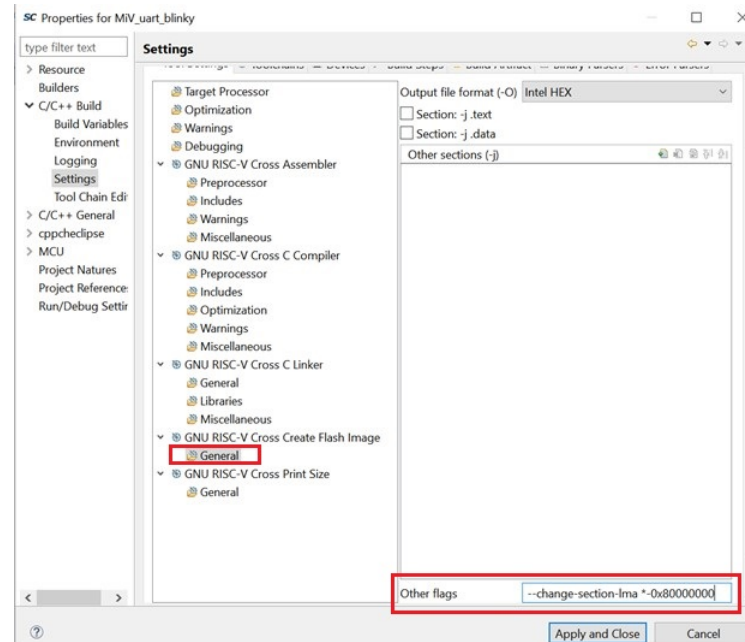 SC Properties for MiV_uart_blinky
type filter text
Settings
> Resource
Builders
C/C++ Build
Build Variables
Environment
Logging
Settings
Tool Chain Edi
> C/C++ General
> cppcheclipse
> MCU
Project Natures
Project Reference
Run/Debug Settir
Target Processor
Optimization
Warnings
Debugging
GNU RISC-V Cross Assembler
Preprocessor
Includes
Warnings
Miscellaneous
GNU RISC-V Cross C Compiler
Preprocessor
Includes
Optimization
Warnings
Miscellaneous
GNU RISC-V Cross C Linker
General
Libraries
Miscellaneous
GNU RISC-V Cross Create Flash Image
General
GNU RISC-V Cross Print Size
General
Output file format (-O) Intel HEX
Section: -j .text
Section: -j .data
Other sections (-j)
Other flags --change-section-lma *-0x80000000
Apply and Close Cancel